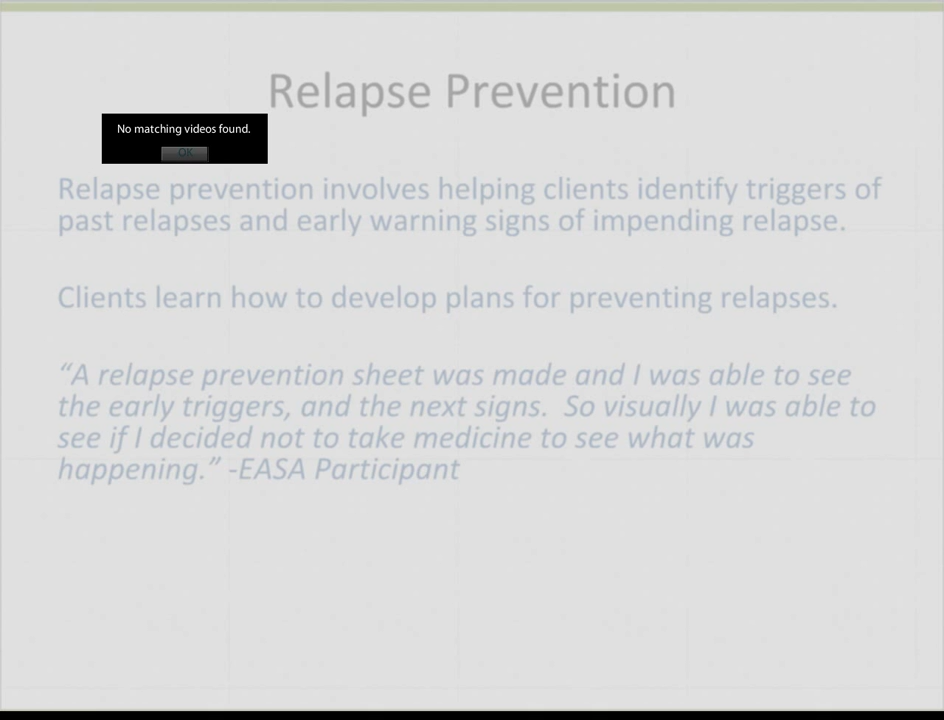 Relapse Prevention
No matching videos found.
OK
Relapse prevention involves helping clients identify triggers of
past relapses and early warning signs of impending relapse.
Clients learn how to develop plans for preventing relapses.
“A relapse prevention sheet was made and I was able to see
the early triggers, and the next signs.  So visually I was able to
see if I decided not to take medicine to see what was
happening.” -EASA Participant